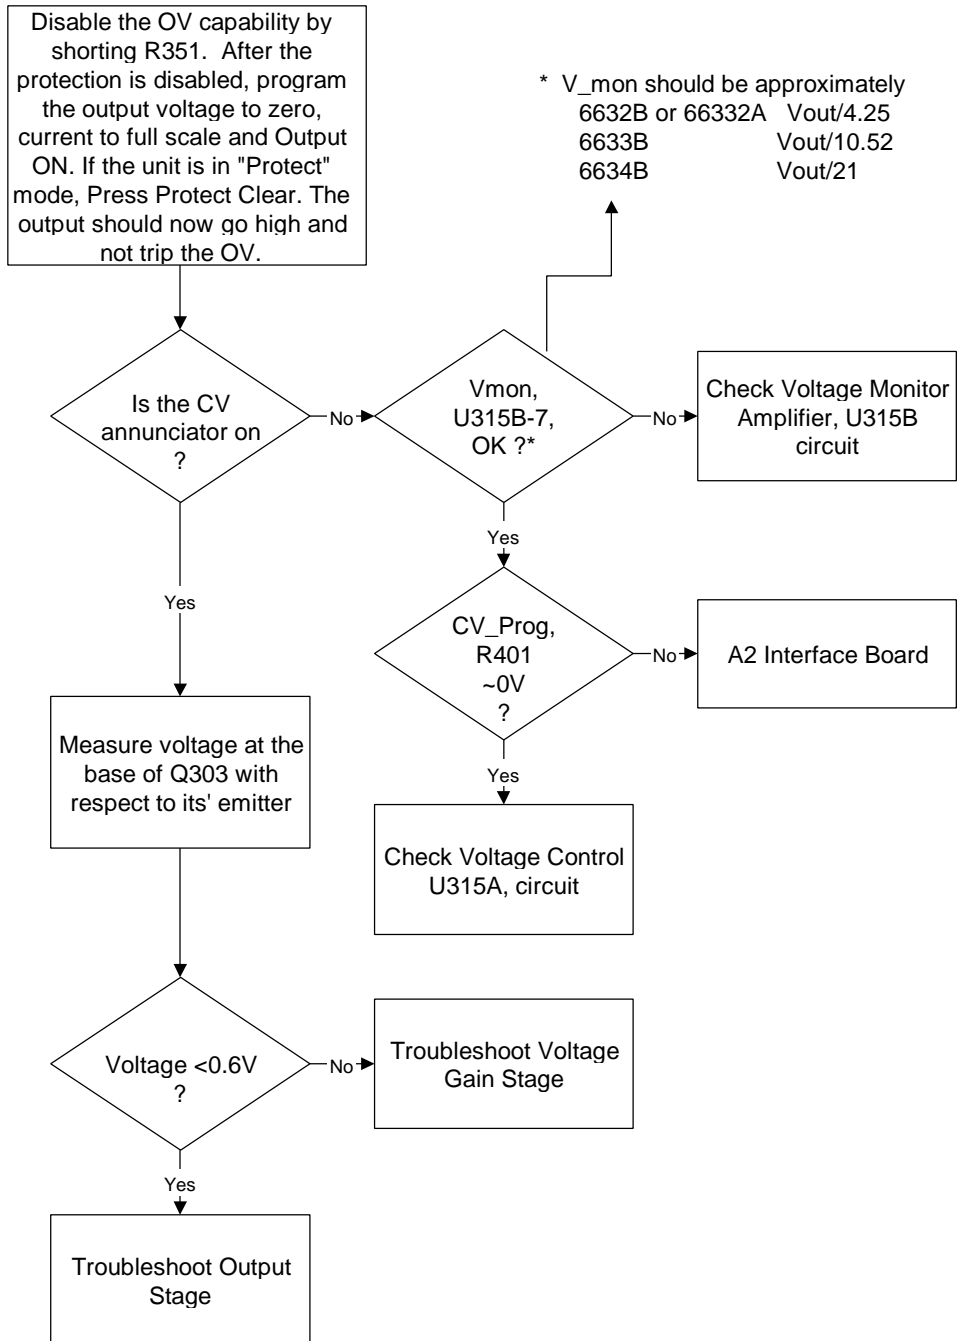 Disable the OV capability by
shorting R351. After the
protection is disabled, program
the output voltage to zero,
current to full scale and Output
ON. If the unit is in "Protect"
mode, Press Protect Clear. The
output should now go high and
not trip the OV.
* V_mon should be approximately
6632B or 66332A Vout/4.25
6633B Vout/10.52
6634B Vout/21
Is the CV
annunciator on
?
No
Vmon,
U315B-7,
OK ?*
No
Check Voltage Monitor
Amplifier, U315B
circuit
Yes
Yes
CV_Prog,
R401
~0V
?
No
A2 Interface Board
Measure voltage at the
base of Q303 with
respect to its' emitter
Yes
Check Voltage Control
U315A, circuit
Voltage <0.6V
?
No
Troubleshoot Voltage
Gain Stage
Yes
Troubleshoot Output
Stage